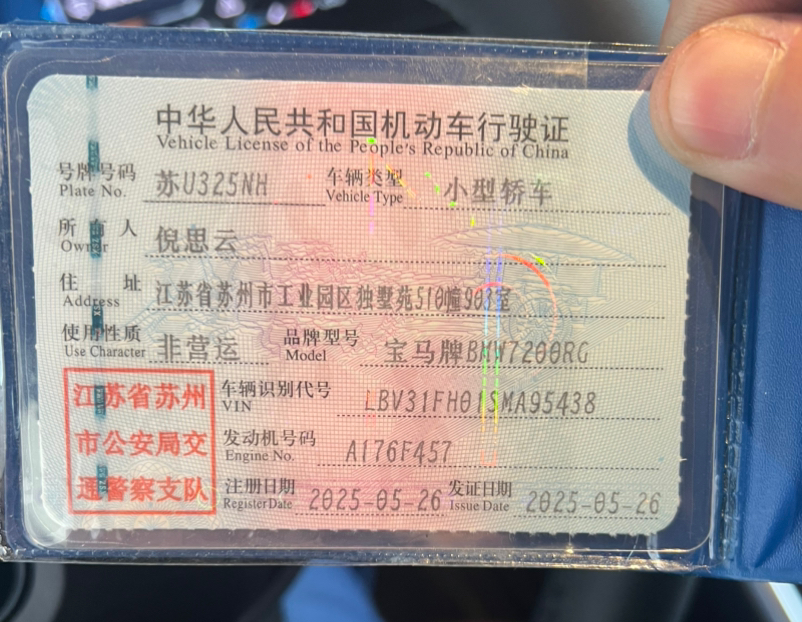 中华人民共和国机动车行驶证
Vehicle License of the People's Republic of China
号牌号码 苏U325NH 车辆类型 小型轿车
Plate No. Vehicle Type
所有人 倪思云
Owner
住址 江苏省苏州市工业园区独墅苑510幢903室
Address
使用性质 非营运 品牌型号 宝马牌BMW7200RG
Use Character Model
江苏省苏州
市公安局交
通警察支队
车辆识别代号 LBV31FH01SMA95438
VIN
发动机号码 A176F457
Engine No.
注册日期 2025-05-26 发证日期 2025-05-26
Register Date Issue Date